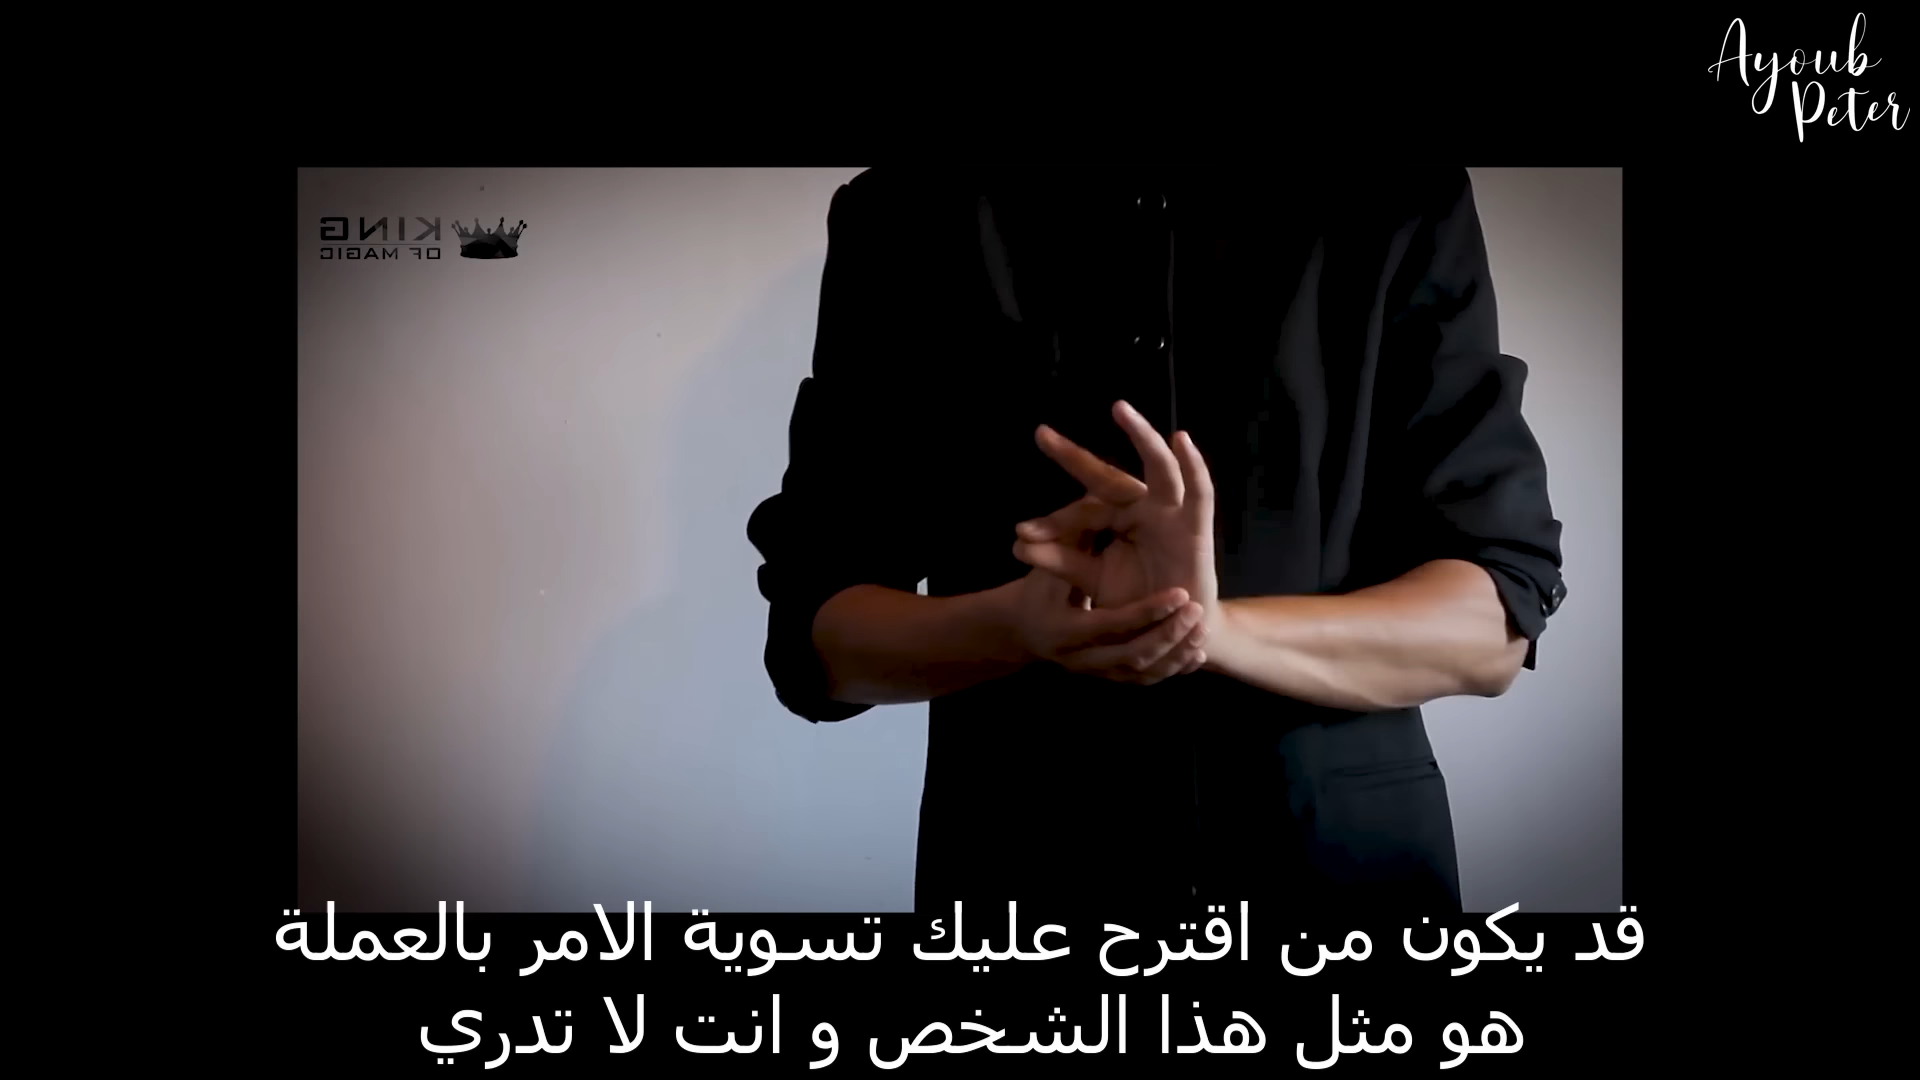 Ayoub
Peter
KING
OF MAGIC
قد يكون من اقترح عليك تسوية الامر بالعملة
هو مثل هذا الشخص و انت لا تدري